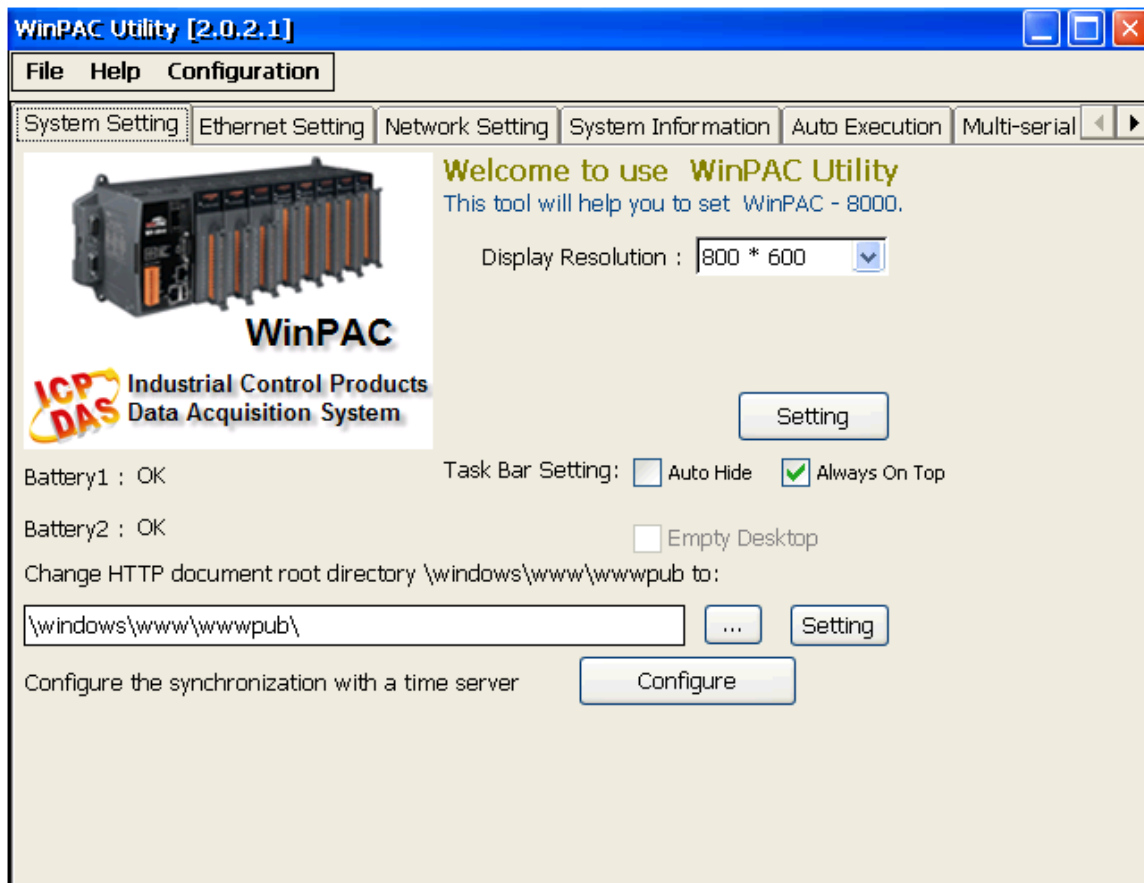 WinPAC Utility [2.0.2.1]
File Help Configuration
System Setting Ethernet Setting Network Setting System Information Auto Execution Multi-serial
Welcome to use WinPAC Utility
This tool will help you to set WinPAC - 8000.
Display Resolution : 800 * 600
WinPAC
ICP DAS
Industrial Control Products
Data Acquisition System
Setting
Battery1 : OK
Task Bar Setting: Auto Hide Always On Top
Battery2 : OK
Empty Desktop
Change HTTP document root directory \windows\www\wwwpub to:
\windows\www\wwwpub\ ... Setting
Configure the synchronization with a time server Configure